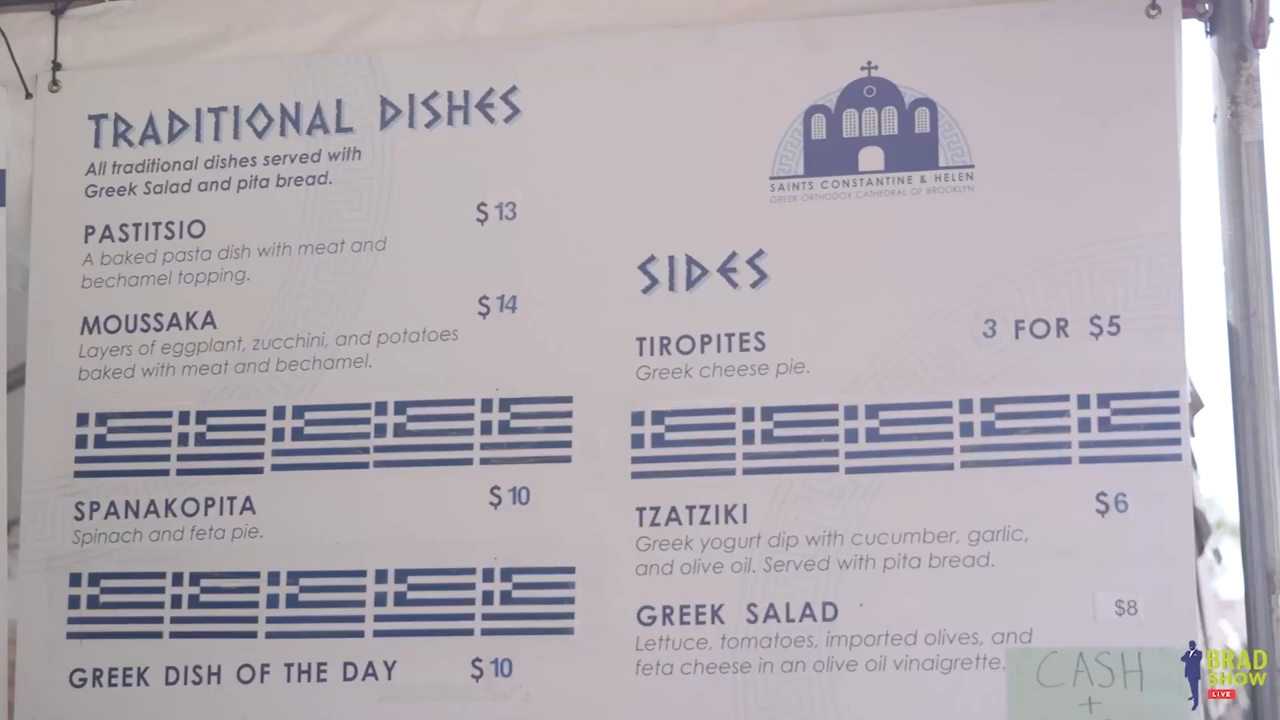 TRADITIONAL DISHES
All traditional dishes served with
Greek Salad and pita bread.
PASTITSIO $13
A baked pasta dish with meat and
bechamel topping.
MOUSSAKA $14
Layers of eggplant, zucchini, and potatoes
baked with meat and bechamel.
SPANAKOPITA $10
Spinach and feta pie.
GREEK DISH OF THE DAY $10
SAINTS CONSTANTINE & HELEN
GREEK ORTHODOX CATHEDRAL OF BROOKLYN
SIDES
TIROPITES 3 FOR $5
Greek cheese pie.
TZATZIKI $6
Greek yogurt dip with cucumber, garlic,
and olive oil. Served with pita bread.
GREEK SALAD $8
Lettuce, tomatoes, imported olives, and
feta cheese in an olive oil vinaigrette.
CASH
+
BRAD
SHOW
LIVE